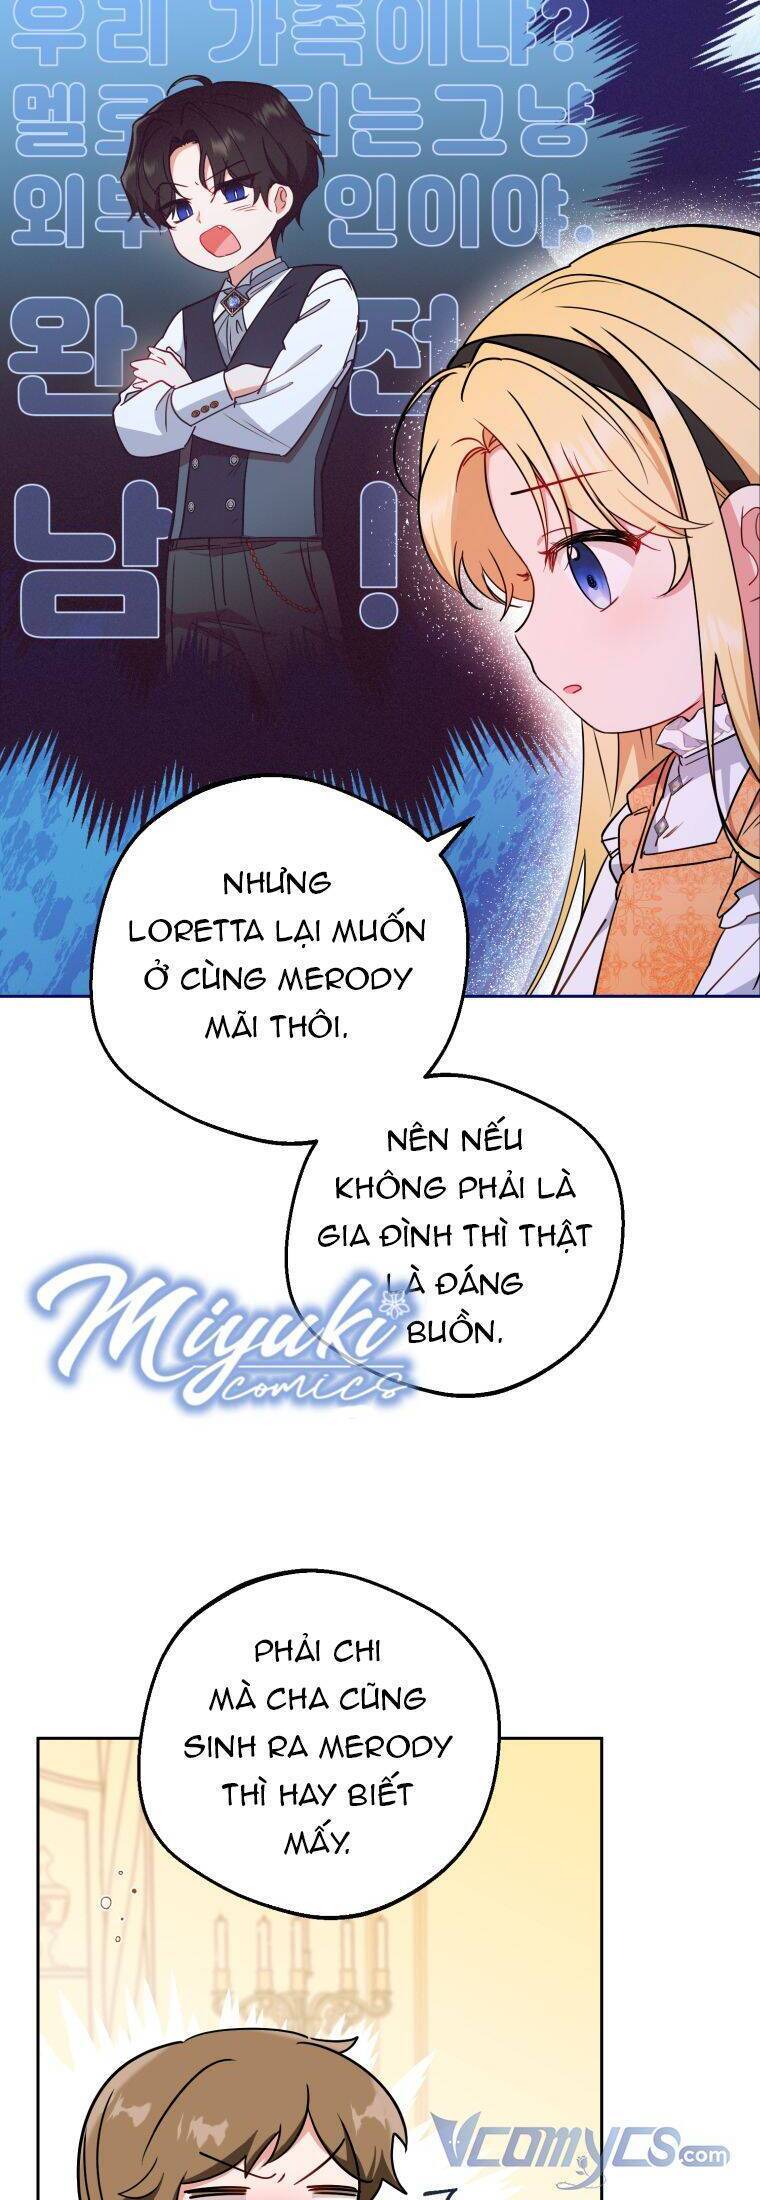 우리 가족이냐?
멜로 디는그냥
외부 인이야.
완 전
남 !
NHƯNG
LORETTA LẠI MUỐN
Ở CÙNG MERODY
MÃI THÔI.
NÊN NẾU
KHÔNG PHẢI LÀ
GIA ĐÌNH THÌ THẬT
LÀ ĐÁNG
BUỒN.
Miyuki
comics
PHẢI CHI
MÀ CHA CŨNG
SINH RA MERODY
THÌ HAY BIẾT
MẤY.
VCOMYCS.com